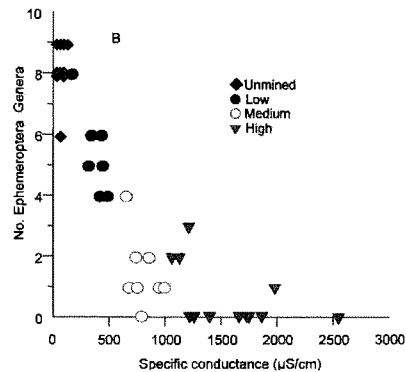 B
10
8
6
4
2
0
No. Ephemeroptera Genera
Unmined
Low
Medium
High
0 500 1000 1500 2000 2500 3000
Specific conductance (µS/cm)